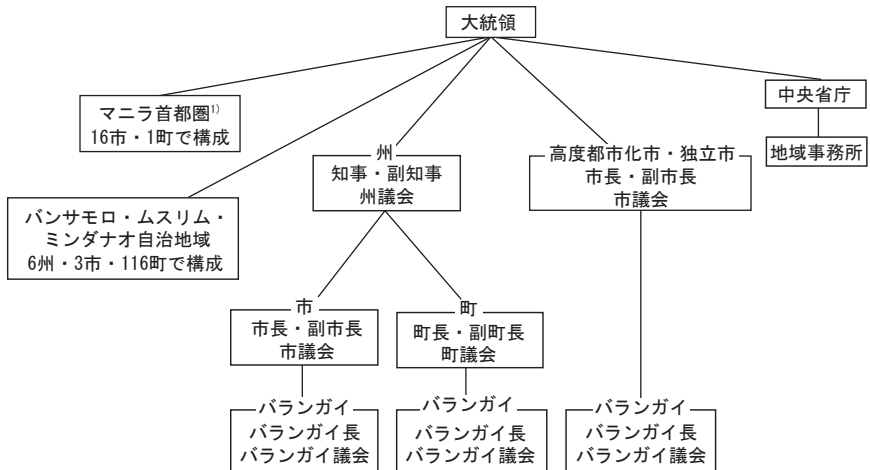 大統領
マニラ首都圏1)
16市・1町で構成
中央省庁
地域事務所
州
知事・副知事
州議会
高度都市化市・独立市
市長・副市長
市議会
バンサモロ・ムスリム・
ミンダナオ自治地域
6州・3市・116町で構成
市
市長・副市長
市議会
町
町長・副町長
町議会
バランガイ
バランガイ長
バランガイ議会
バランガイ
バランガイ長
バランガイ議会
バランガイ
バランガイ長
バランガイ議会